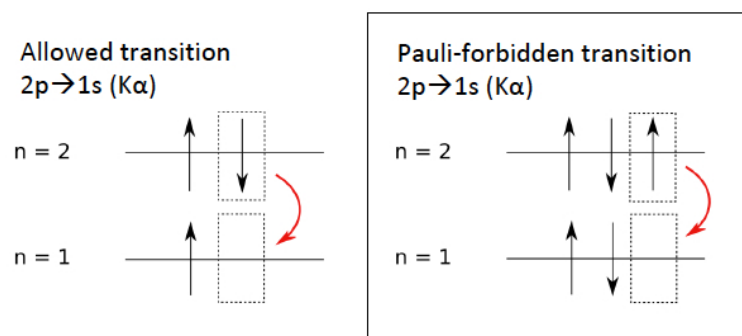 Allowed transition
2p→1s (Kα)
n = 2
n = 1
Pauli-forbidden transition
2p→1s (Kα)
n = 2
n = 1